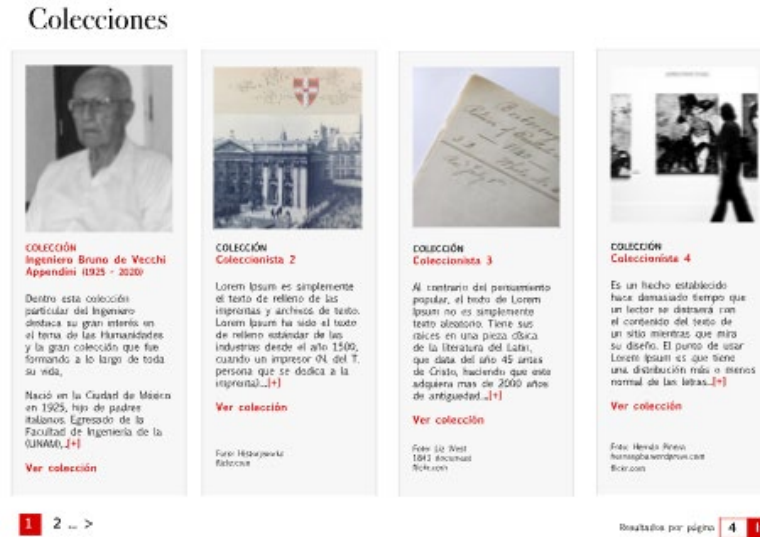 Colecciones
COLECCIÓN
Ingeniero Bruno de Vecchi
Appendini (1925 - 2020)
Dentro esta colección
particular del Ingeniero
destaca su gran interés en
el tema de las Humanidades
y la gran colección que fue
formando a lo largo de toda
su vida,
Nació en la Ciudad de México
en 1925, hijo de padres
italianos. Egresado de la
Facultad de Ingeniería de la
(UNAM),..[+]
Ver colección
COLECCIÓN
Coleccionista 2
Lorem Ipsum es simplemente
el texto de relleno de las
imprentas y archivos de texto.
Lorem Ipsum ha sido el texto
de relleno estándar de las
industrias desde el año 1500,
cuando un impresor (N. del T.
persona que se dedica a la
imprenta)...[+]
Ver colección
Foto:
COLECCIÓN
Coleccionista 3
Al contrario del pensamiento
popular, el texto de Lorem
Ipsum no es simplemente
texto aleatorio. Tiene sus
raices en una pieza clásica
de la literatura del Latin,
que data del año 45 antes
de Cristo, haciendo que este
adquiera mas de 2000 años
de antiguedad...[+]
Ver colección
Foto: Liz West
1841 document
flickr.com
COLECCIÓN
Coleccionista 4
Es un hecho establecido
hace demasiado tiempo que
un lector se distraerá con
el contenido del texto de
un sitio mientras que mira
su diseño. El punto de usar
Lorem Ipsum es que tiene
una distribución más o menos
normal de las letras...[+]
Ver colección
Foto: Hernán Piñera
flickr.com
1 2 ... >
Resultados por página 4